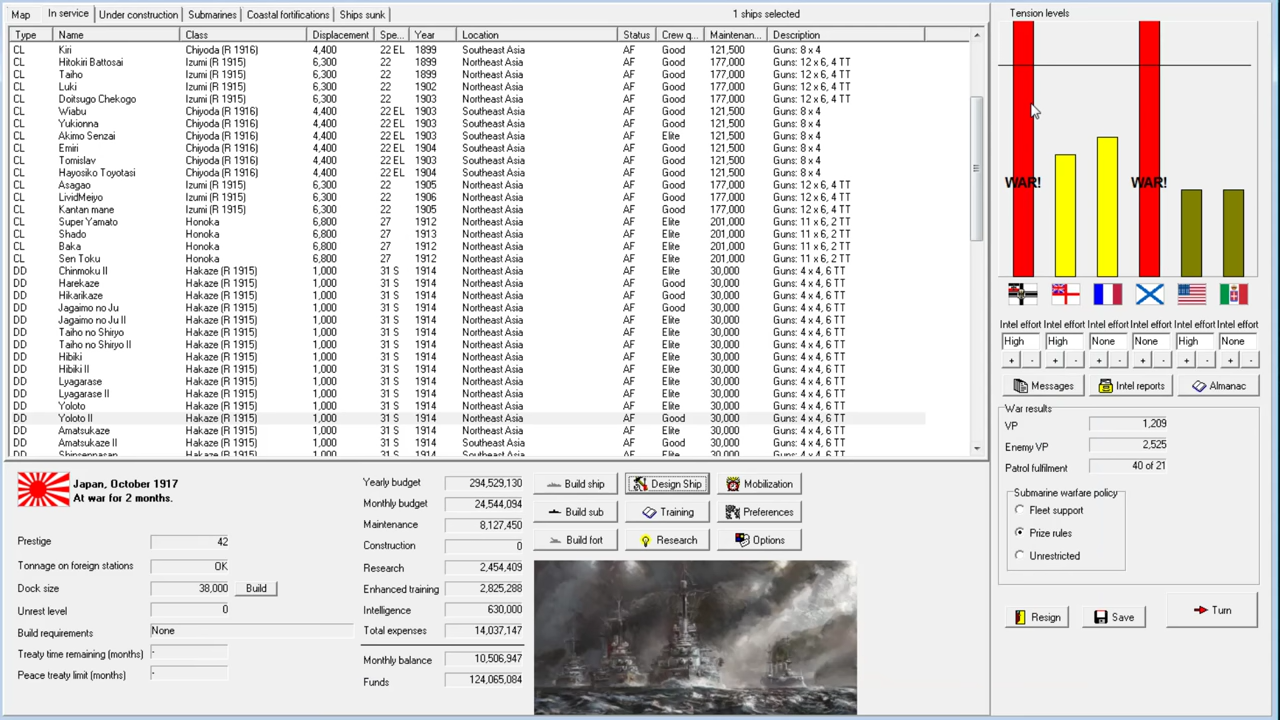 Map In service Under construction Submarines Coastal fortifications Ships sunk 1 ships selected
Type Name Class Displacement Spe... Year Location Status Crew q... Maintenan... Description
CL Kiri Chiyoda (R 1916) 4,400 22 EL 1899 Southeast Asia AF Good 121,500 Guns: 8 x 4
CL Hitokiri Battosai Izumi (R 1915) 6,300 22 1899 Northeast Asia AF Good 177,000 Guns: 12 x 6, 4 TT
CL Taiho Izumi (R 1915) 6,300 22 1899 Northeast Asia AF Good 177,000 Guns: 12 x 6, 4 TT
CL Luki Izumi (R 1915) 6,300 22 1902 Northeast Asia AF Good 177,000 Guns: 12 x 6, 4 TT
CL Doitsugo Chekogo Izumi (R 1915) 6,300 22 1903 Northeast Asia AF Good 177,000 Guns: 12 x 6, 4 TT
CL Wiabu Chiyoda (R 1916) 4,400 22 EL 1903 Southeast Asia AF Good 121,500 Guns: 8 x 4
CL Yukionna Chiyoda (R 1916) 4,400 22 EL 1903 Southeast Asia AF Good 121,500 Guns: 8 x 4
CL Akimo Senzai Chiyoda (R 1916) 4,400 22 EL 1903 Southeast Asia AF Elite 121,500 Guns: 8 x 4
CL Emiri Chiyoda (R 1916) 4,400 22 EL 1904 Southeast Asia AF Good 121,500 Guns: 8 x 4
CL Tomislav Chiyoda (R 1916) 4,400 22 EL 1903 Southeast Asia AF Good 121,500 Guns: 8 x 4
CL Hayosiko Toyotasi Chiyoda (R 1916) 4,400 22 EL 1904 Southeast Asia AF Good 121,500 Guns: 8 x 4
CL Asagao Izumi (R 1915) 6,300 22 1905 Northeast Asia AF Good 177,000 Guns: 12 x 6, 4 TT
CL LividMeiyo Izumi (R 1915) 6,300 22 1906 Northeast Asia AF Good 177,000 Guns: 12 x 6, 4 TT
CL Kantan mane Izumi (R 1915) 6,300 22 1905 Northeast Asia AF Good 177,000 Guns: 12 x 6, 4 TT
CL Super Yamato Honoka 6,800 27 1912 Northeast Asia AF Elite 201,000 Guns: 11 x 6, 2 TT
CL Shado Honoka 6,800 27 1913 Northeast Asia AF Elite 201,000 Guns: 11 x 6, 2 TT
CL Baka Honoka 6,800 27 1912 Northeast Asia AF Elite 201,000 Guns: 11 x 6, 2 TT
CL Sen Toku Honoka 6,800 27 1912 Northeast Asia AF Elite 201,000 Guns: 11 x 6, 2 TT
DD Chinmoku II Hakaze (R 1915) 1,000 31 S 1914 Northeast Asia AF Elite 30,000 Guns: 4 x 4, 6 TT
DD Harekaze Hakaze (R 1915) 1,000 31 S 1914 Northeast Asia AF Good 30,000 Guns: 4 x 4, 6 TT
DD Hikarikaze Hakaze (R 1915) 1,000 31 S 1914 Northeast Asia AF Elite 30,000 Guns: 4 x 4, 6 TT
DD Jagaimo no Ju Hakaze (R 1915) 1,000 31 S 1914 Northeast Asia AF Good 30,000 Guns: 4 x 4, 6 TT
DD Jagaimo no Ju II Hakaze (R 1915) 1,000 31 S 1914 Northeast Asia AF Elite 30,000 Guns: 4 x 4, 6 TT
DD Taiho no Shiryo Hakaze (R 1915) 1,000 31 S 1914 Northeast Asia AF Elite 30,000 Guns: 4 x 4, 6 TT
DD Taiho no Shiryo II Hakaze (R 1915) 1,000 31 S 1914 Northeast Asia AF Elite 30,000 Guns: 4 x 4, 6 TT
DD Hibiki Hakaze (R 1915) 1,000 31 S 1914 Northeast Asia AF Elite 30,000 Guns: 4 x 4, 6 TT
DD Hibiki II Hakaze (R 1915) 1,000 31 S 1914 Northeast Asia AF Elite 30,000 Guns: 4 x 4, 6 TT
DD Lyagarase Hakaze (R 1915) 1,000 31 S 1914 Northeast Asia AF Elite 30,000 Guns: 4 x 4, 6 TT
DD Lyagarase II Hakaze (R 1915) 1,000 31 S 1914 Northeast Asia AF Elite 30,000 Guns: 4 x 4, 6 TT
DD Yoloto Hakaze (R 1915) 1,000 31 S 1914 Northeast Asia AF Elite 30,000 Guns: 4 x 4, 6 TT
DD Yoloto II Hakaze (R 1915) 1,000 31 S 1914 Northeast Asia AF Good 30,000 Guns: 4 x 4, 6 TT
DD Amatsukaze Hakaze (R 1915) 1,000 31 S 1914 Northeast Asia AF Elite 30,000 Guns: 4 x 4, 6 TT
DD Amatsukaze II Hakaze (R 1915) 1,000 31 S 1914 Southeast Asia AF Good 30,000 Guns: 4 x 4, 6 TT
Tension levels
WAR! WAR!
Intel effort Intel effort Intel effort Intel effort Intel effort Intel effort
High High None None High None
+ - + - + - + - + - + -
Messages Intel reports Almanac
War results
VP 1,209
Enemy VP 2,525
Patrol fulfilment 40 of 21
Submarine warfare policy
Fleet support
Prize rules
Unrestricted
Resign Save Turn
Japan, October 1917
At war for 2 months.
Prestige 42
Tonnage on foreign stations OK
Dock size 38,000 Build
Unrest level 0
Build requirements None
Treaty time remaining (months) -
Peace treaty limit (months) -
Yearly budget 294,529,130
Monthly budget 24,544,094
Maintenance 8,127,450
Construction 0
Research 2,454,409
Enhanced training 2,825,288
Intelligence 630,000
Total expenses 14,037,147
Monthly balance 10,506,947
Funds 124,065,084
Build ship Design Ship Mobilization
Build sub Training Preferences
Build fort Research Options